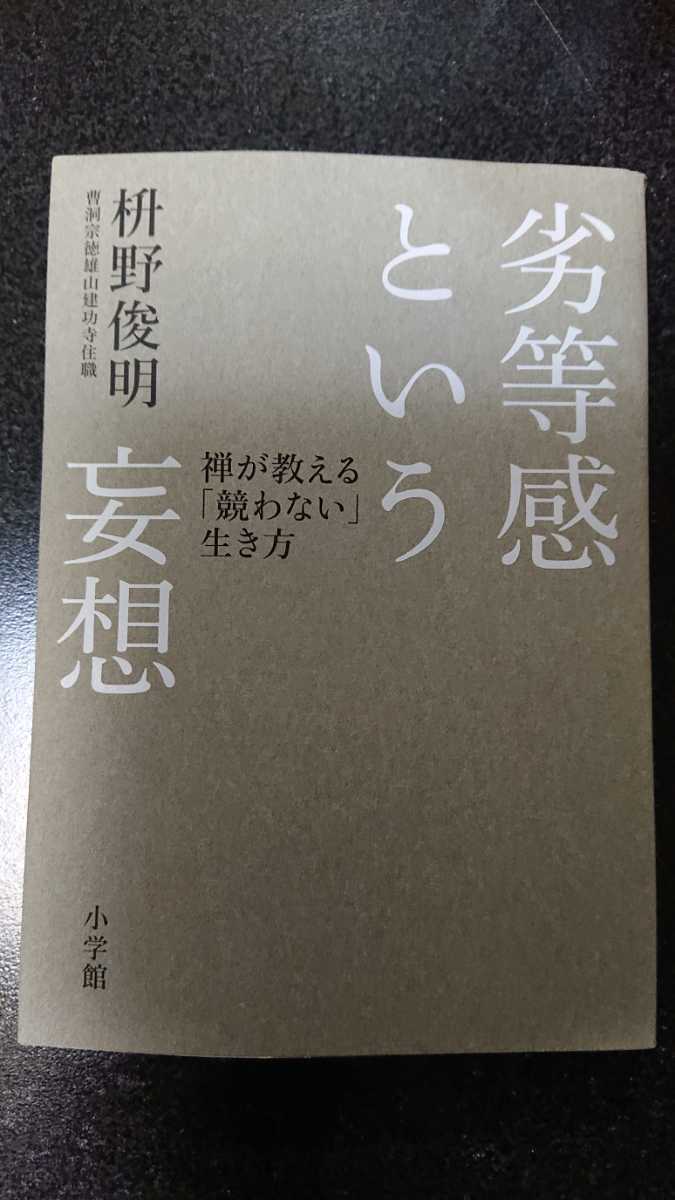 劣等感
という
妄想
禅が教える
「競わない」
生き方
枡野俊明
曹洞宗徳雄山建功寺住職
小学館